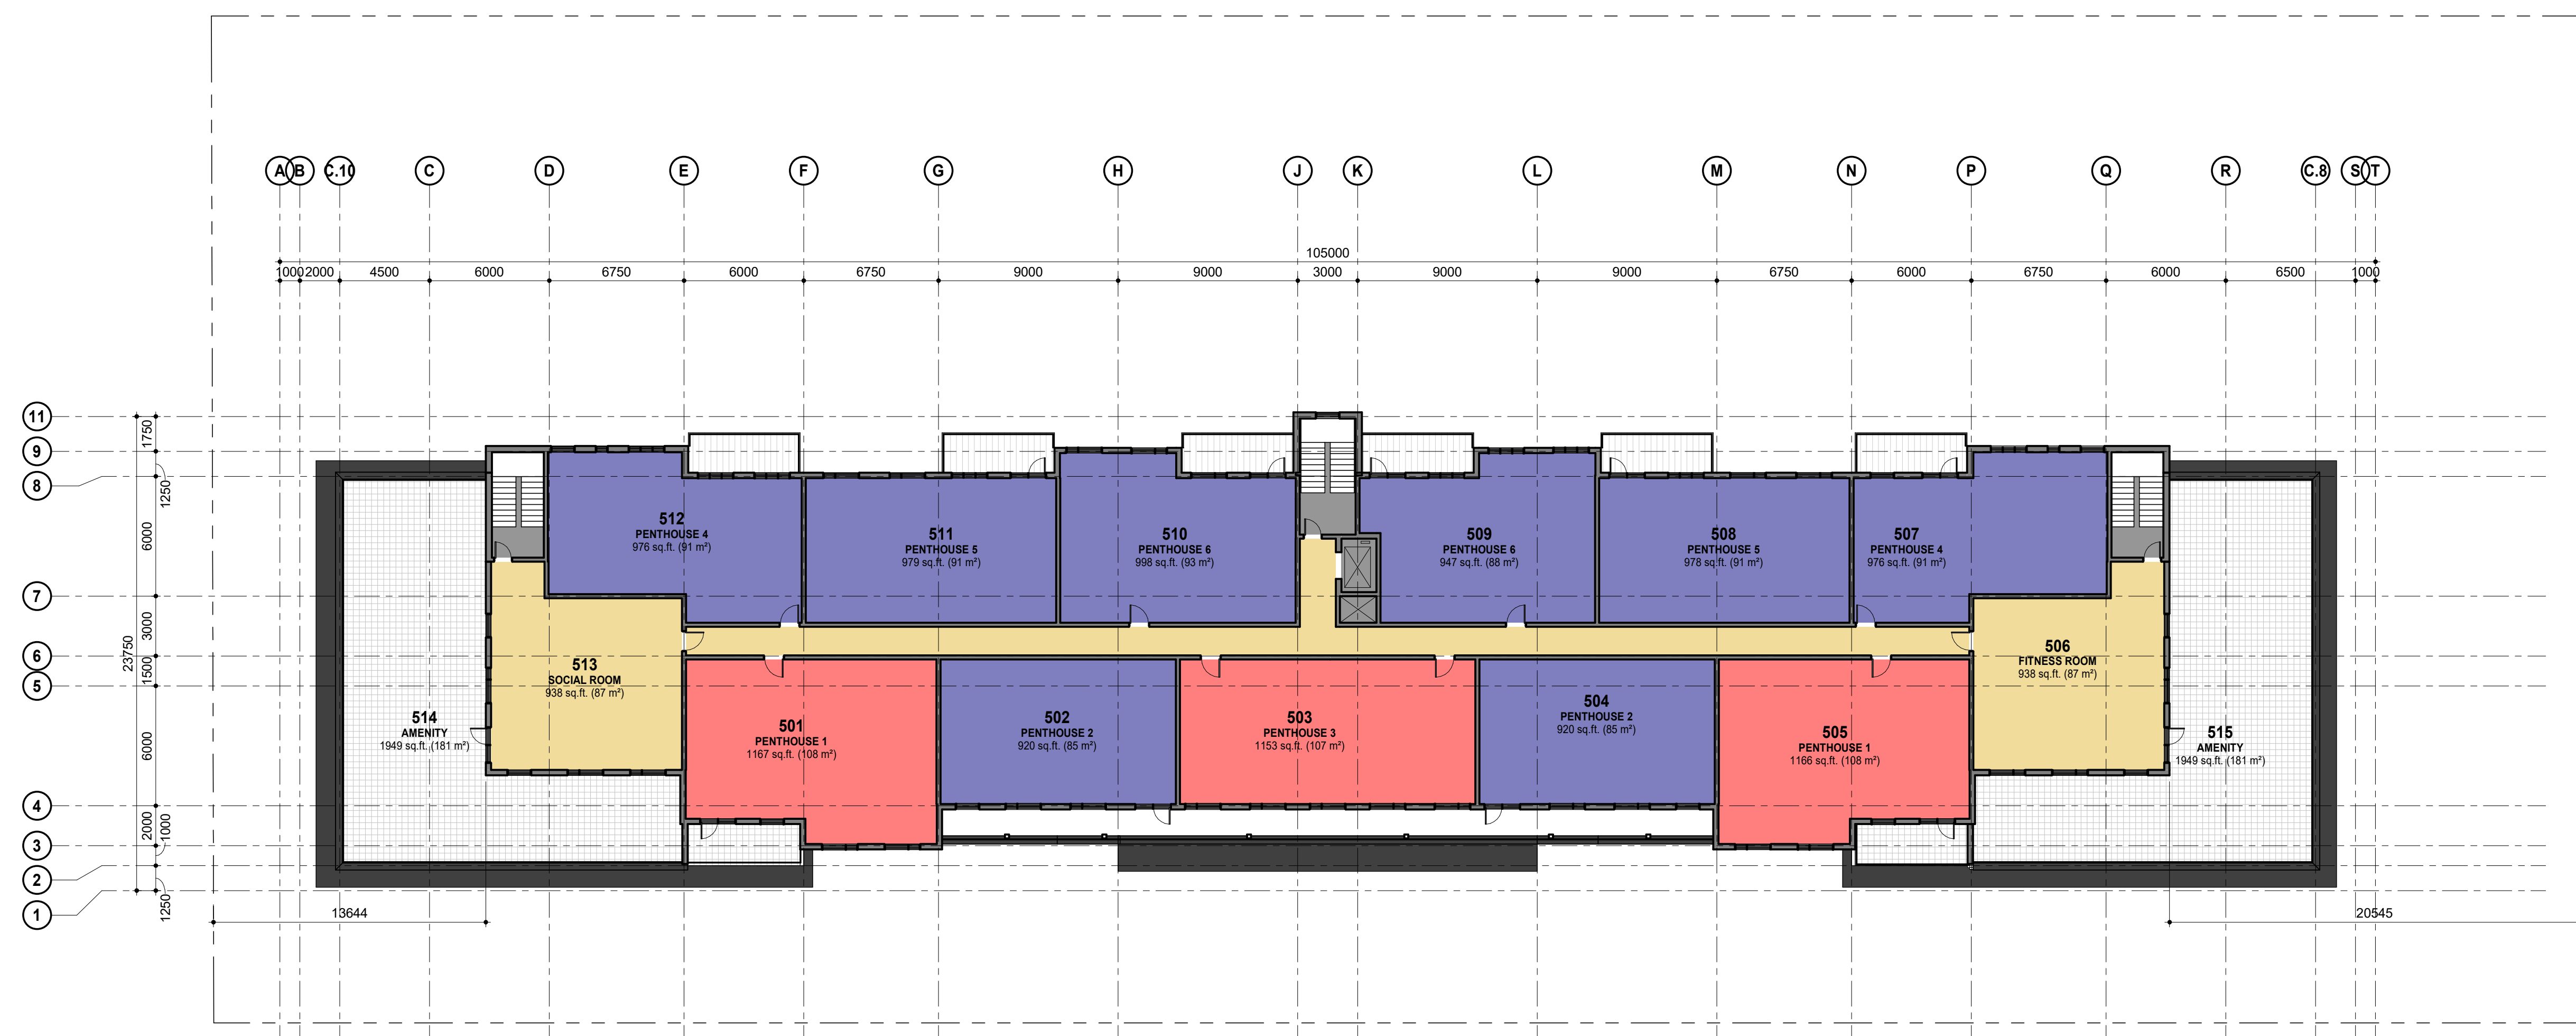 A B C.10 C D E F G H J K L M N P Q R C.8 S T
105000
1000 2000 4500 6000 6750 6000 6750 9000 9000 3000 9000 9000 6750 6000 6750 6000 6500 1000
11
9
8
7
6
5
4
3
2
1
23750
1750
1250
6000
3000
1500
6000
2000
1000
1250
512
PENTHOUSE 4
976 sq.ft. (91 m²)
511
PENTHOUSE 5
979 sq.ft. (91 m²)
510
PENTHOUSE 6
998 sq.ft. (93 m²)
509
PENTHOUSE 6
947 sq.ft. (88 m²)
508
PENTHOUSE 5
978 sq.ft. (91 m²)
507
PENTHOUSE 4
976 sq.ft. (91 m²)
506
FITNESS ROOM
938 sq.ft. (87 m²)
513
SOCIAL ROOM
938 sq.ft. (87 m²)
514
AMENITY
1949 sq.ft. (181 m²)
501
PENTHOUSE 1
1167 sq.ft. (108 m²)
502
PENTHOUSE 2
920 sq.ft. (85 m²)
503
PENTHOUSE 3
1153 sq.ft. (107 m²)
504
PENTHOUSE 2
920 sq.ft. (85 m²)
505
PENTHOUSE 1
1166 sq.ft. (108 m²)
515
AMENITY
1949 sq.ft. (181 m²)
13644
20545